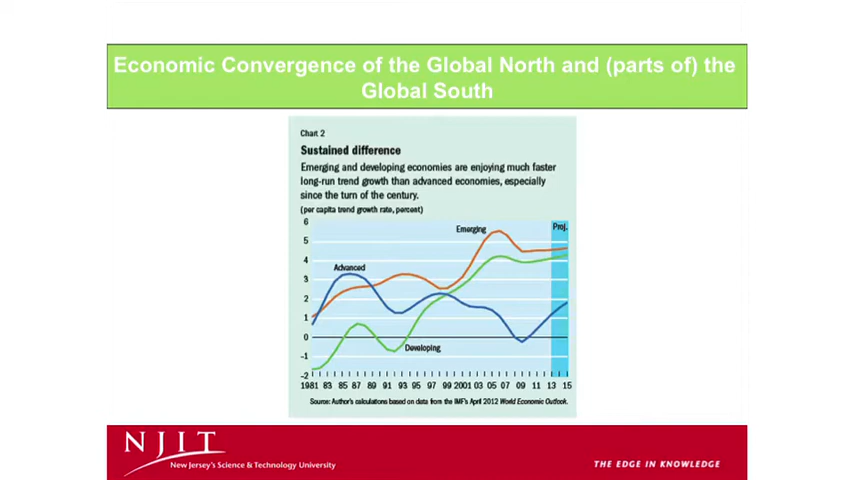 Economic Convergence of the Global North and (parts of) the
Global South
Chart 2
Sustained difference
Emerging and developing economies are enjoying much faster
long-run trend growth than advanced economies, especially
since the turn of the century.
(per capita trend growth rate, percent)
6
5
4
3
2
1
0
–1
–2
Emerging
Proj.
Advanced
Developing
1981 83 85 87 89 91 93 95 97 99 2001 03 05 07 09 11 13 15
Source: Author's calculations based on data from the IMF's April 2012 World Economic Outlook.
NJIT
New Jersey's Science & Technology University
THE EDGE IN KNOWLEDGE